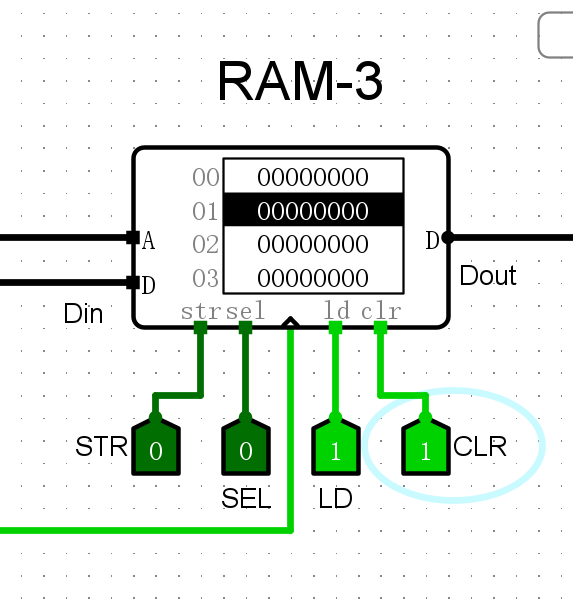 RAM-3
00 00000000
01 00000000
A 02 00000000 D
D 03 00000000 Dout
Din
str sel ld clr
STR 0 0 1 1 CLR
SEL LD